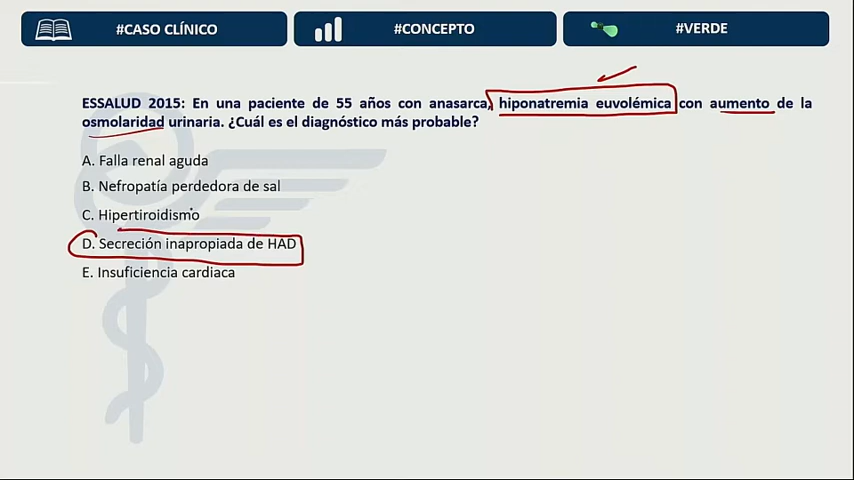 #CASO CLÍNICO
#CONCEPTO
#VERDE
ESSALUD 2015: En una paciente de 55 años con anasarca, hiponatremia euvolémica con aumento de la
osmolaridad urinaria. ¿Cuál es el diagnóstico más probable?
A. Falla renal aguda
B. Nefropatía perdedora de sal
C. Hipertiroidismo
D. Secreción inapropiada de HAD
E. Insuficiencia cardiaca